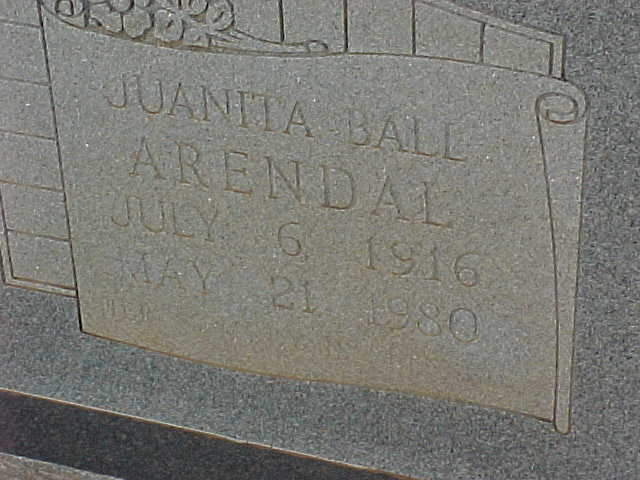 JUANITA BALL
ARENDAL
JULY 6 1916
MAY 21 1980